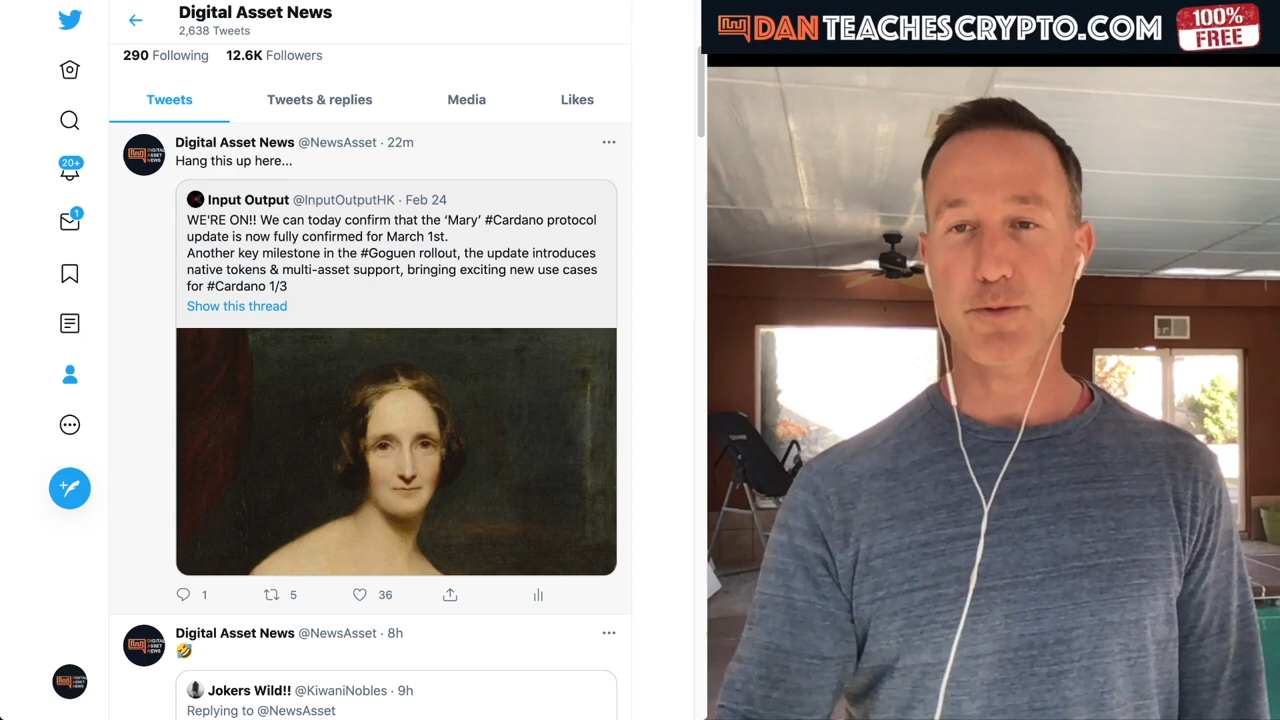 Digital Asset News
2,638 Tweets
290 Following 12.6K Followers
Tweets Tweets & replies Media Likes
Digital Asset News @NewsAsset · 22m
Hang this up here...
Input Output @InputOutputHK · Feb 24
WE'RE ON!! We can today confirm that the ‘Mary’ #Cardano protocol
update is now fully confirmed for March 1st.
Another key milestone in the #Goguen rollout, the update introduces
native tokens & multi-asset support, bringing exciting new use cases
for #Cardano 1/3
Show this thread
1 5 36
Digital Asset News @NewsAsset · 8h
Jokers Wild!! @KiwaniNobles · 9h
Replying to @NewsAsset
20+
1
DANTEACHESCRYPTO.COM
100%
FREE